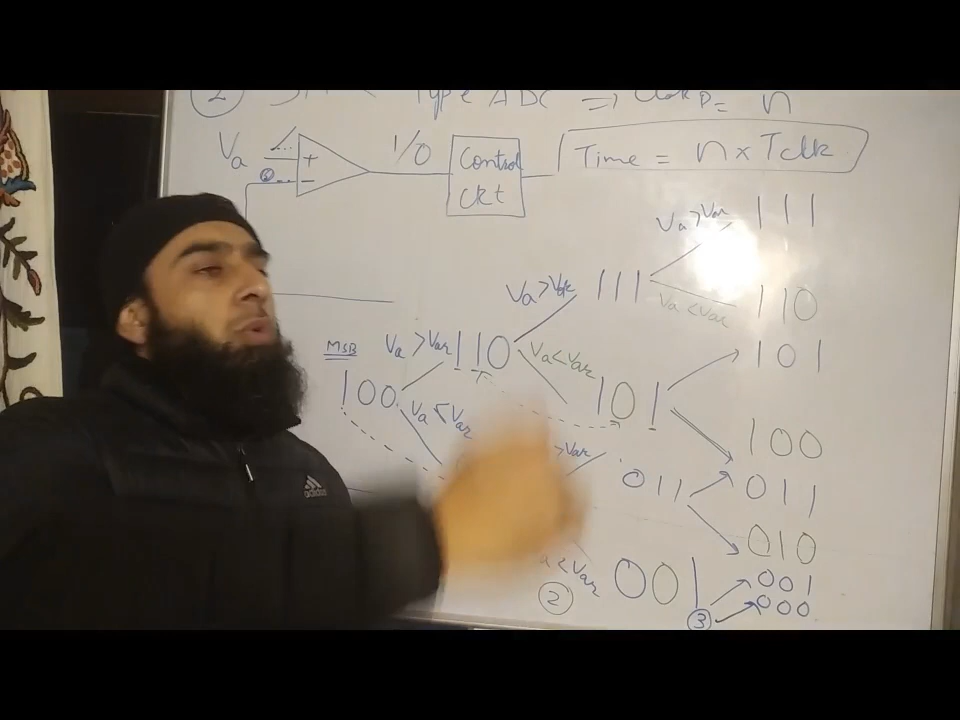 ② Type ADC ⇒ = n
Va + − 1/0 Control Ckt Time = n × Tclk
Va > Var 111
Va > Var 111
Va < Var 110
MSB Va > Var 110
Va < Var 101
100
Va < Var 101
> Var 011
100
011
010
a < Var 001
②
③
001
000
adidas